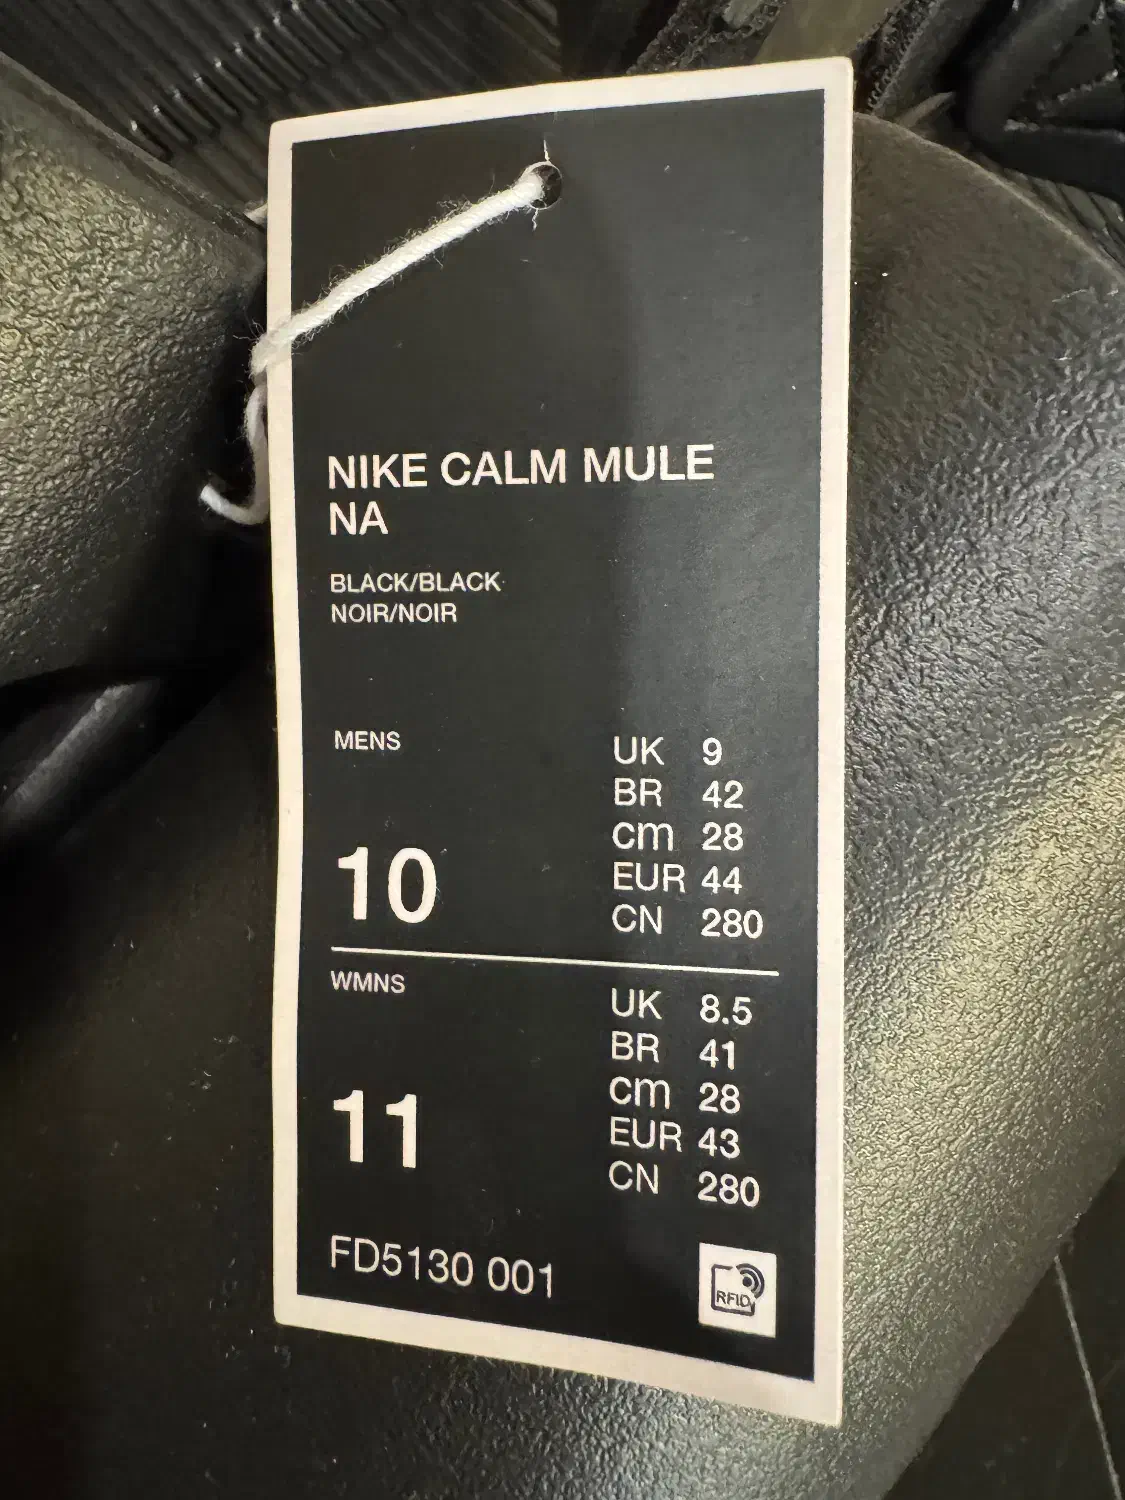 NIKE CALM MULE
NA
BLACK/BLACK
NOIR/NOIR
MENS
10
UK 9
BR 42
cm 28
EUR 44
CN 280
WMNS
11
UK 8.5
BR 41
cm 28
EUR 43
CN 280
FD5130 001
RFID